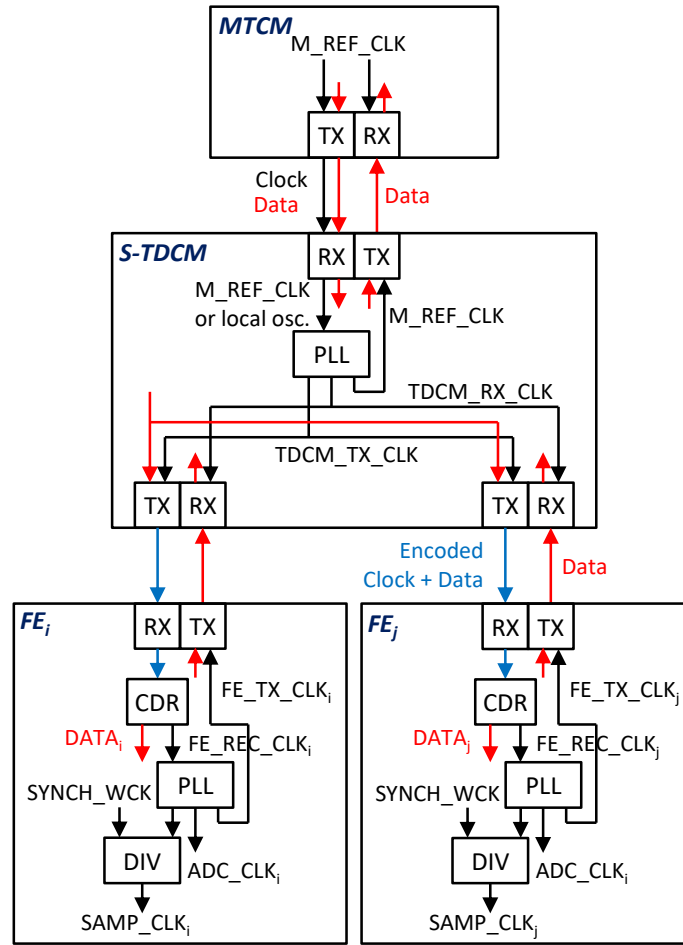 MTCM
M_REF_CLK
TX RX
Clock
Data
Data
S-TDCM
RX TX
M_REF_CLK
or local osc.
M_REF_CLK
PLL
TDCM_RX_CLK
TDCM_TX_CLK
TX RX
TX RX
Encoded
Clock + Data
Data
FEi
RX TX
CDR
FE_TX_CLKi
DATAi
FE_REC_CLKi
SYNCH_WCK
PLL
DIV
ADC_CLKi
SAMP_CLKi
FEj
RX TX
CDR
FE_TX_CLKj
DATAj
FE_REC_CLKj
SYNCH_WCK
PLL
DIV
ADC_CLKi
SAMP_CLKj